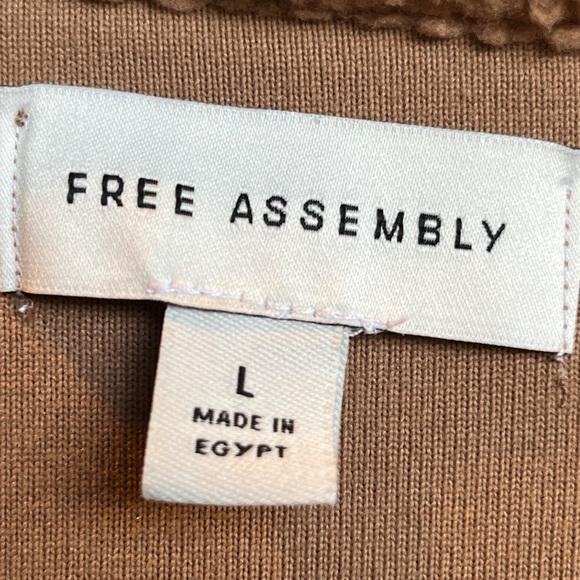 FREE ASSEMBLY
L
MADE IN
EGYPT